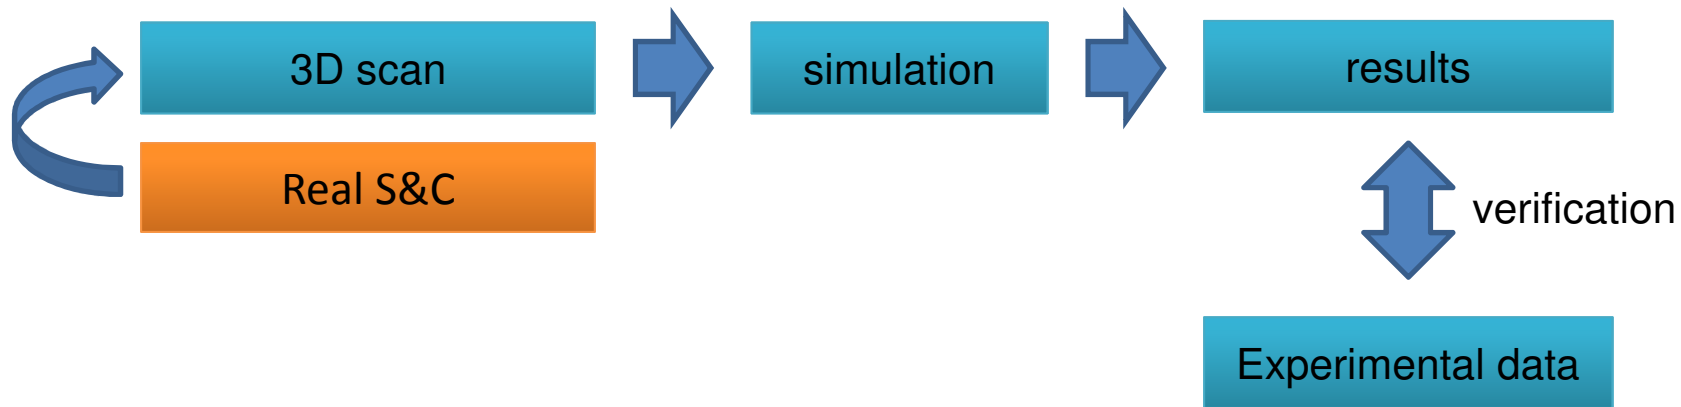 3D scan
simulation
results
Real S&C
verification
Experimental data